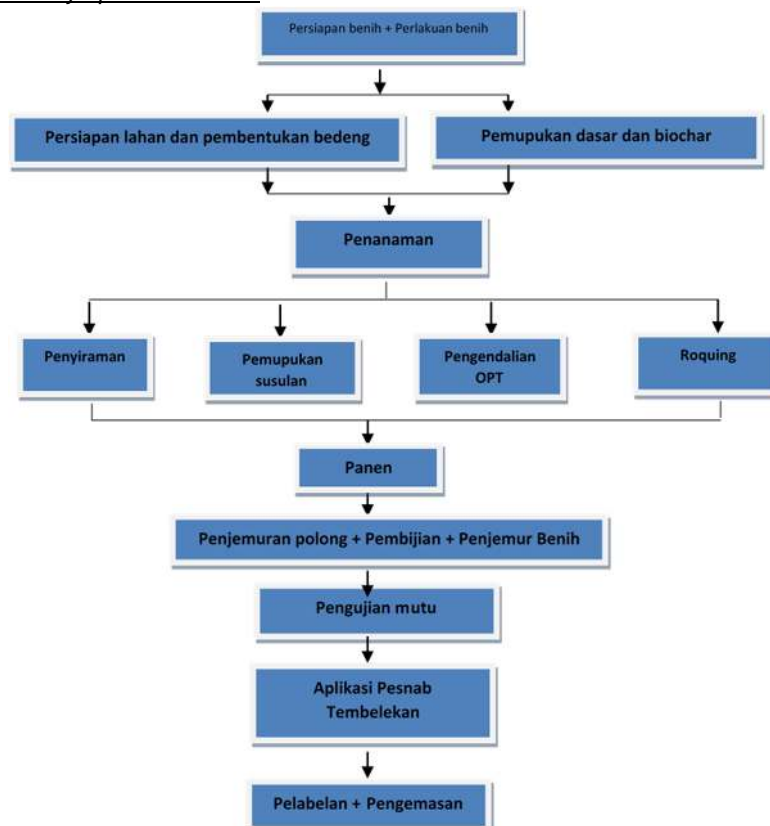 Persiapan benih + Perlakuan benih
Persiapan lahan dan pembentukan bedeng
Pemupukan dasar dan biochar
Penanaman
Penyiraman
Pemupukan
susulan
Pengendalian
OPT
Roquing
Panen
Penjemuran polong + Pembijian + Penjemur Benih
Pengujian mutu
Aplikasi Pesnab
Tembelekan
Pelabelan + Pengemasan